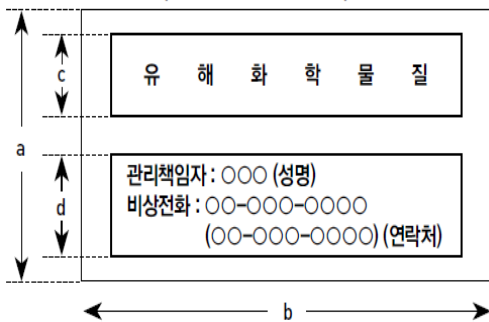 유 해 화 학 물 질
관리책임자 : ○○○ (성명)
비상전화 : ○○-○○○-○○○○
(○○-○○○-○○○○) (연락처)
a
b
c
d